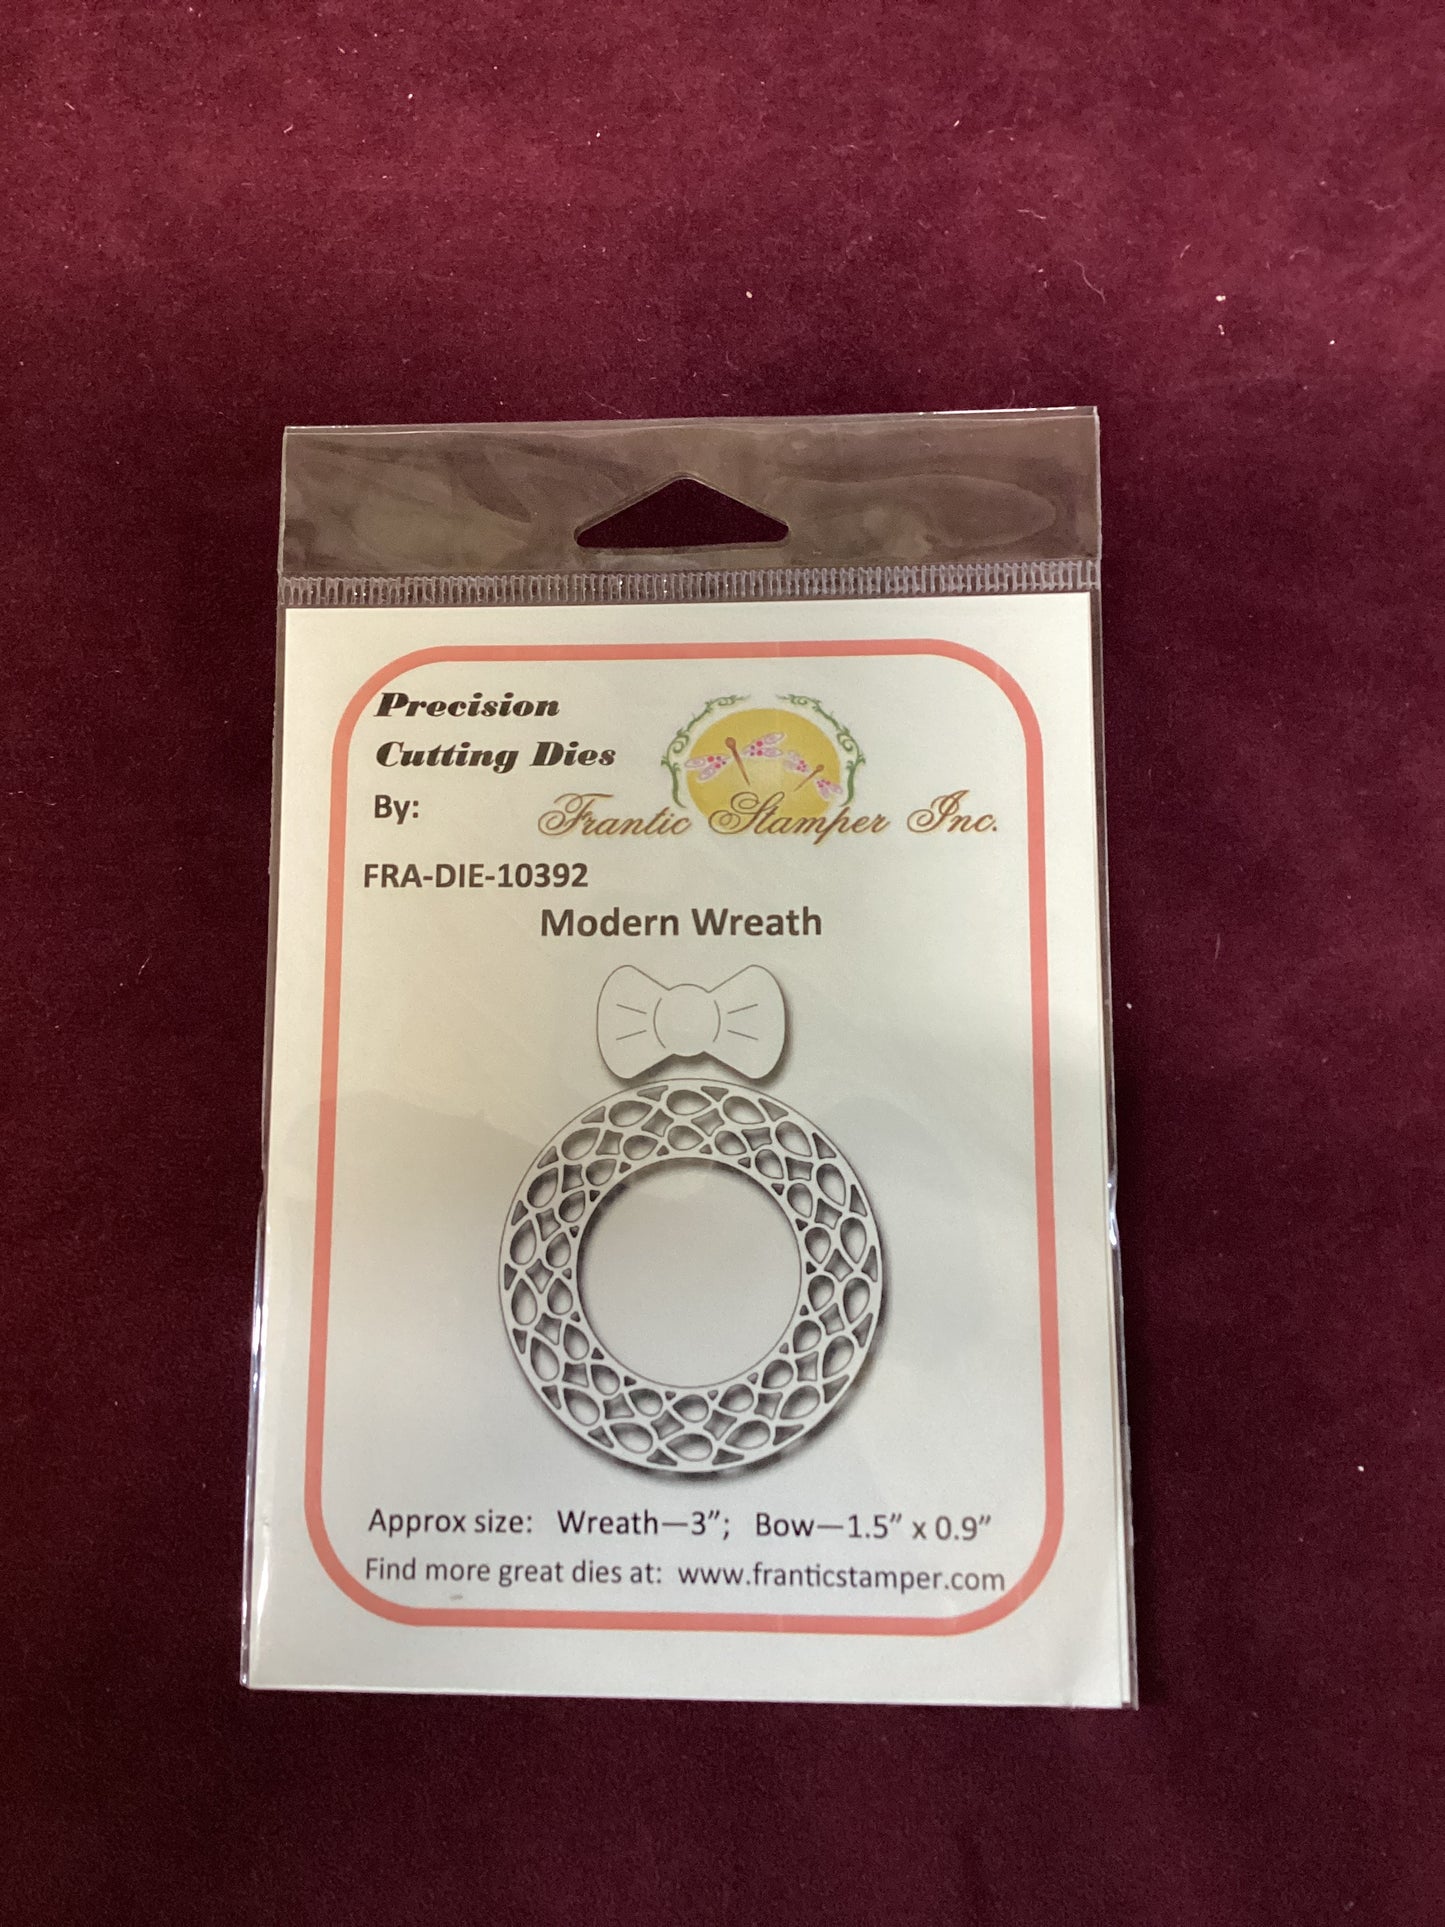 Precision
Cutting Dies
By:
Frantic Stamper Inc.
FRA-DIE-10392
Modern Wreath
Approx size: Wreath—3”; Bow—1.5” x 0.9”
Find more great dies at: www.franticstamper.com